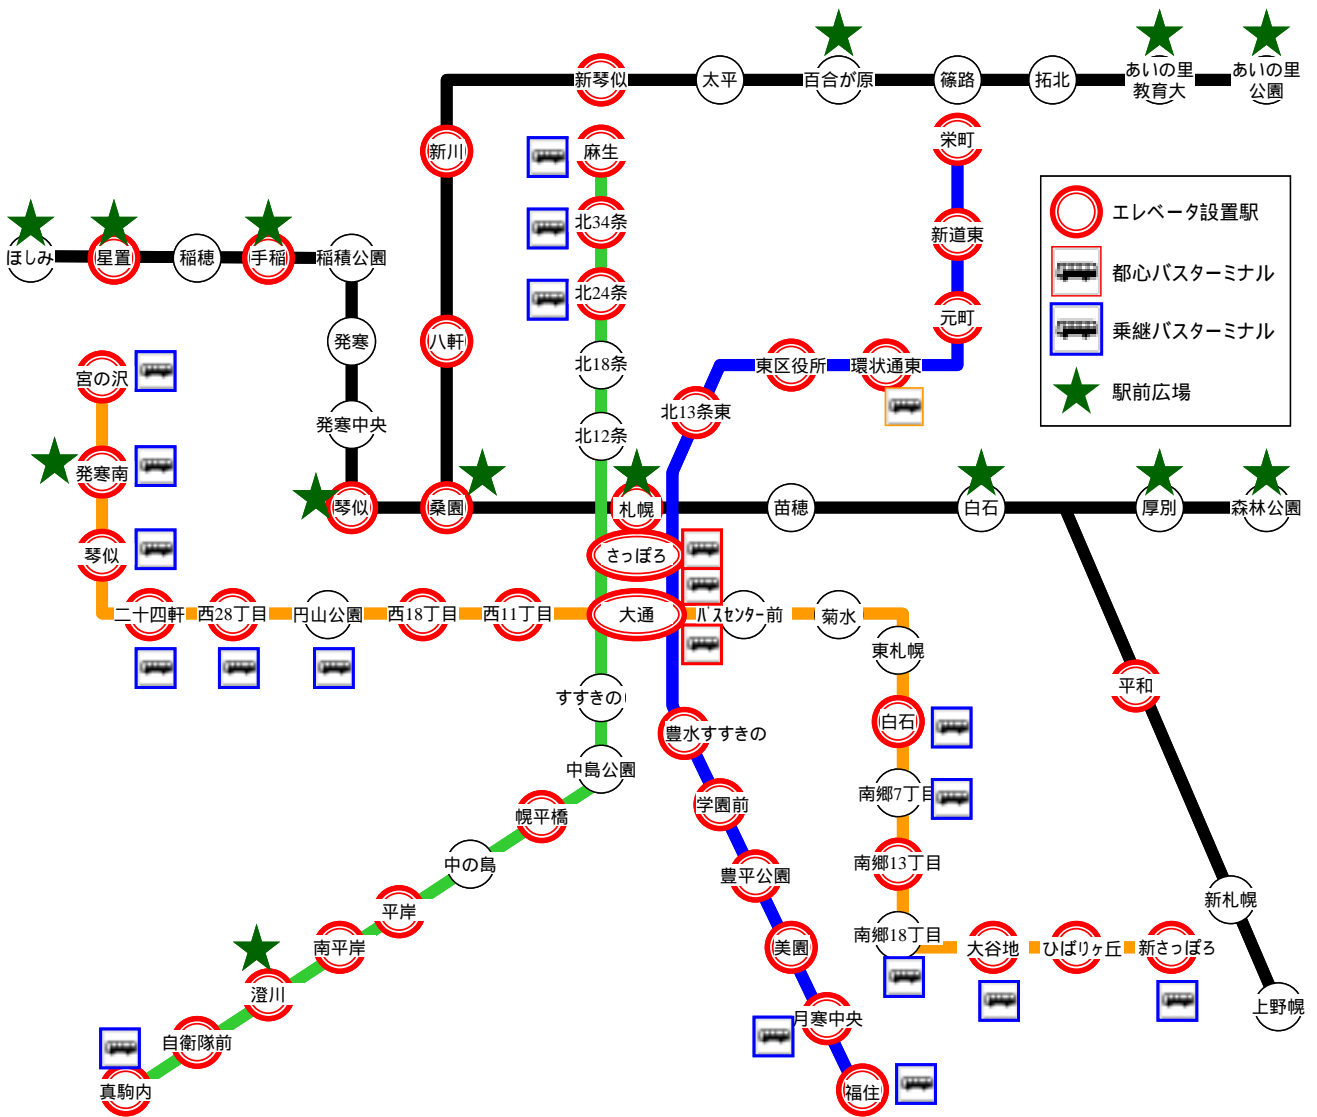 新琴似
太平
百合が原
篠路
拓北
あいの里
教育大
あいの里
公園
新川
麻生
栄町
エレベータ設置駅
北34条
新道東
ほしみ
星置
稲穂
手稲
稲積公園
都心バスターミナル
北24条
元町
乗継バスターミナル
発寒
八軒
北18条
東区役所
環状通東
宮の沢
駅前広場
発寒中央
北12条
北13条東
発寒南
琴似
桑園
札幌
苗穂
白石
厚別
森林公園
琴似
さっぽろ
二十四軒
西28丁目
円山公園
西18丁目
西11丁目
大通
バスセンター前
菊水
東札幌
平和
すすきの
白石
豊水すすきの
中島公園
南郷7丁目
学園前
幌平橋
中の島
豊平公園
南郷13丁目
新札幌
平岸
南平岸
美園
南郷18丁目
大谷地
ひばりヶ丘
新さっぽろ
澄川
上野幌
月寒中央
自衛隊前
真駒内
福住